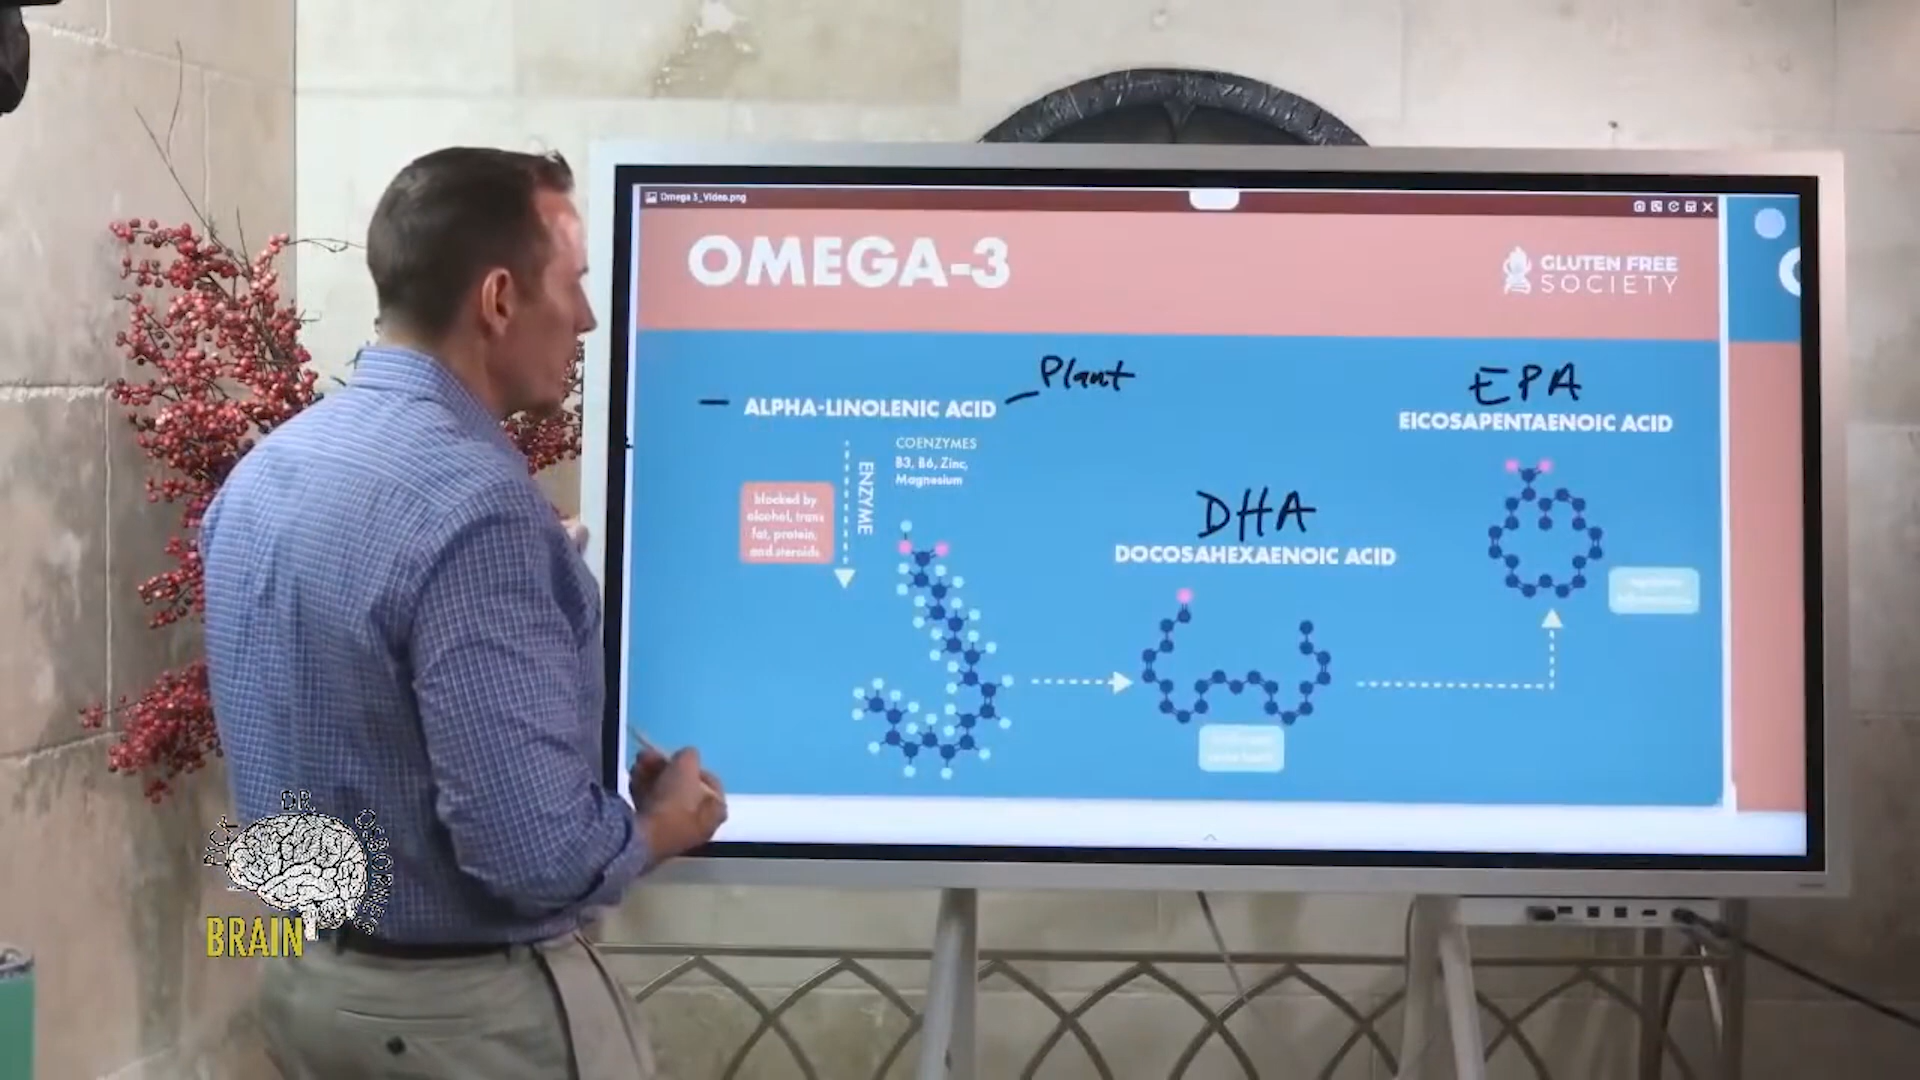 Omega 3_Video.png
OMEGA-3
GLUTEN FREE
SOCIETY
Plant
ALPHA-LINOLENIC ACID
COENZYMES
B3, B6, Zinc,
Magnesium
ENZYME
blocked by
alcohol, trans
fat, protein,
and steroids
DHA
DOCOSAHEXAENOIC ACID
EPA
EICOSAPENTAENOIC ACID
PICK DR. OSBORNE'S
BRAIN